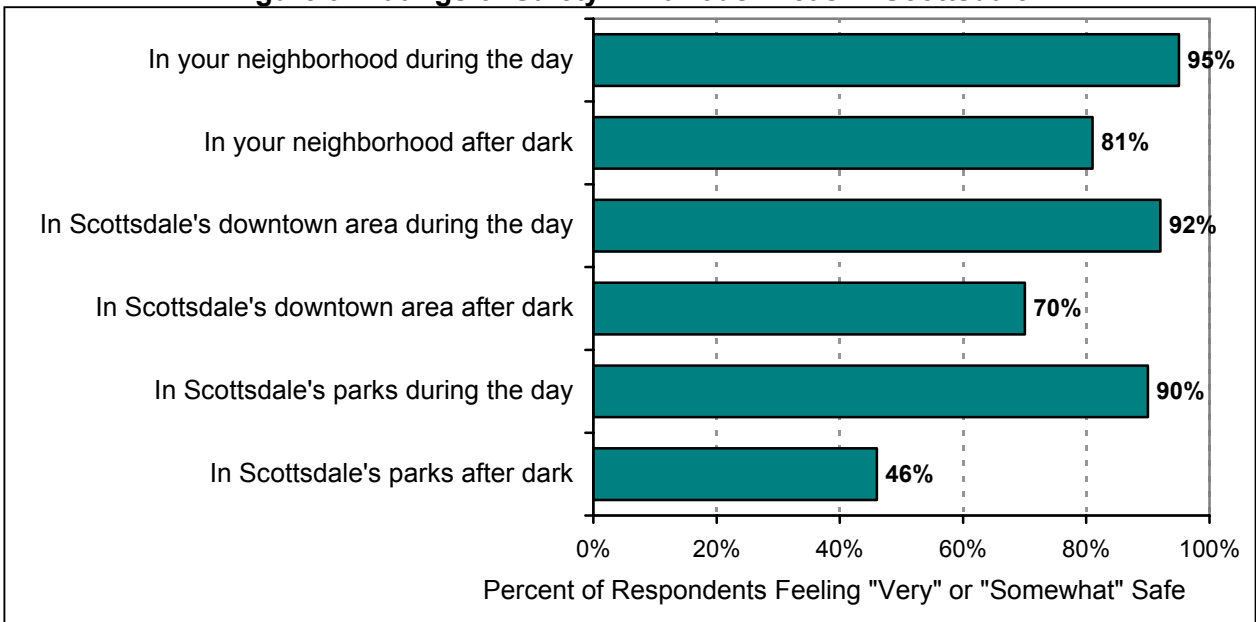 In your neighborhood during the day
95%
In your neighborhood after dark
81%
In Scottsdale's downtown area during the day
92%
In Scottsdale's downtown area after dark
70%
In Scottsdale's parks during the day
90%
In Scottsdale's parks after dark
46%
0% 20% 40% 60% 80% 100%
Percent of Respondents Feeling "Very" or "Somewhat" Safe